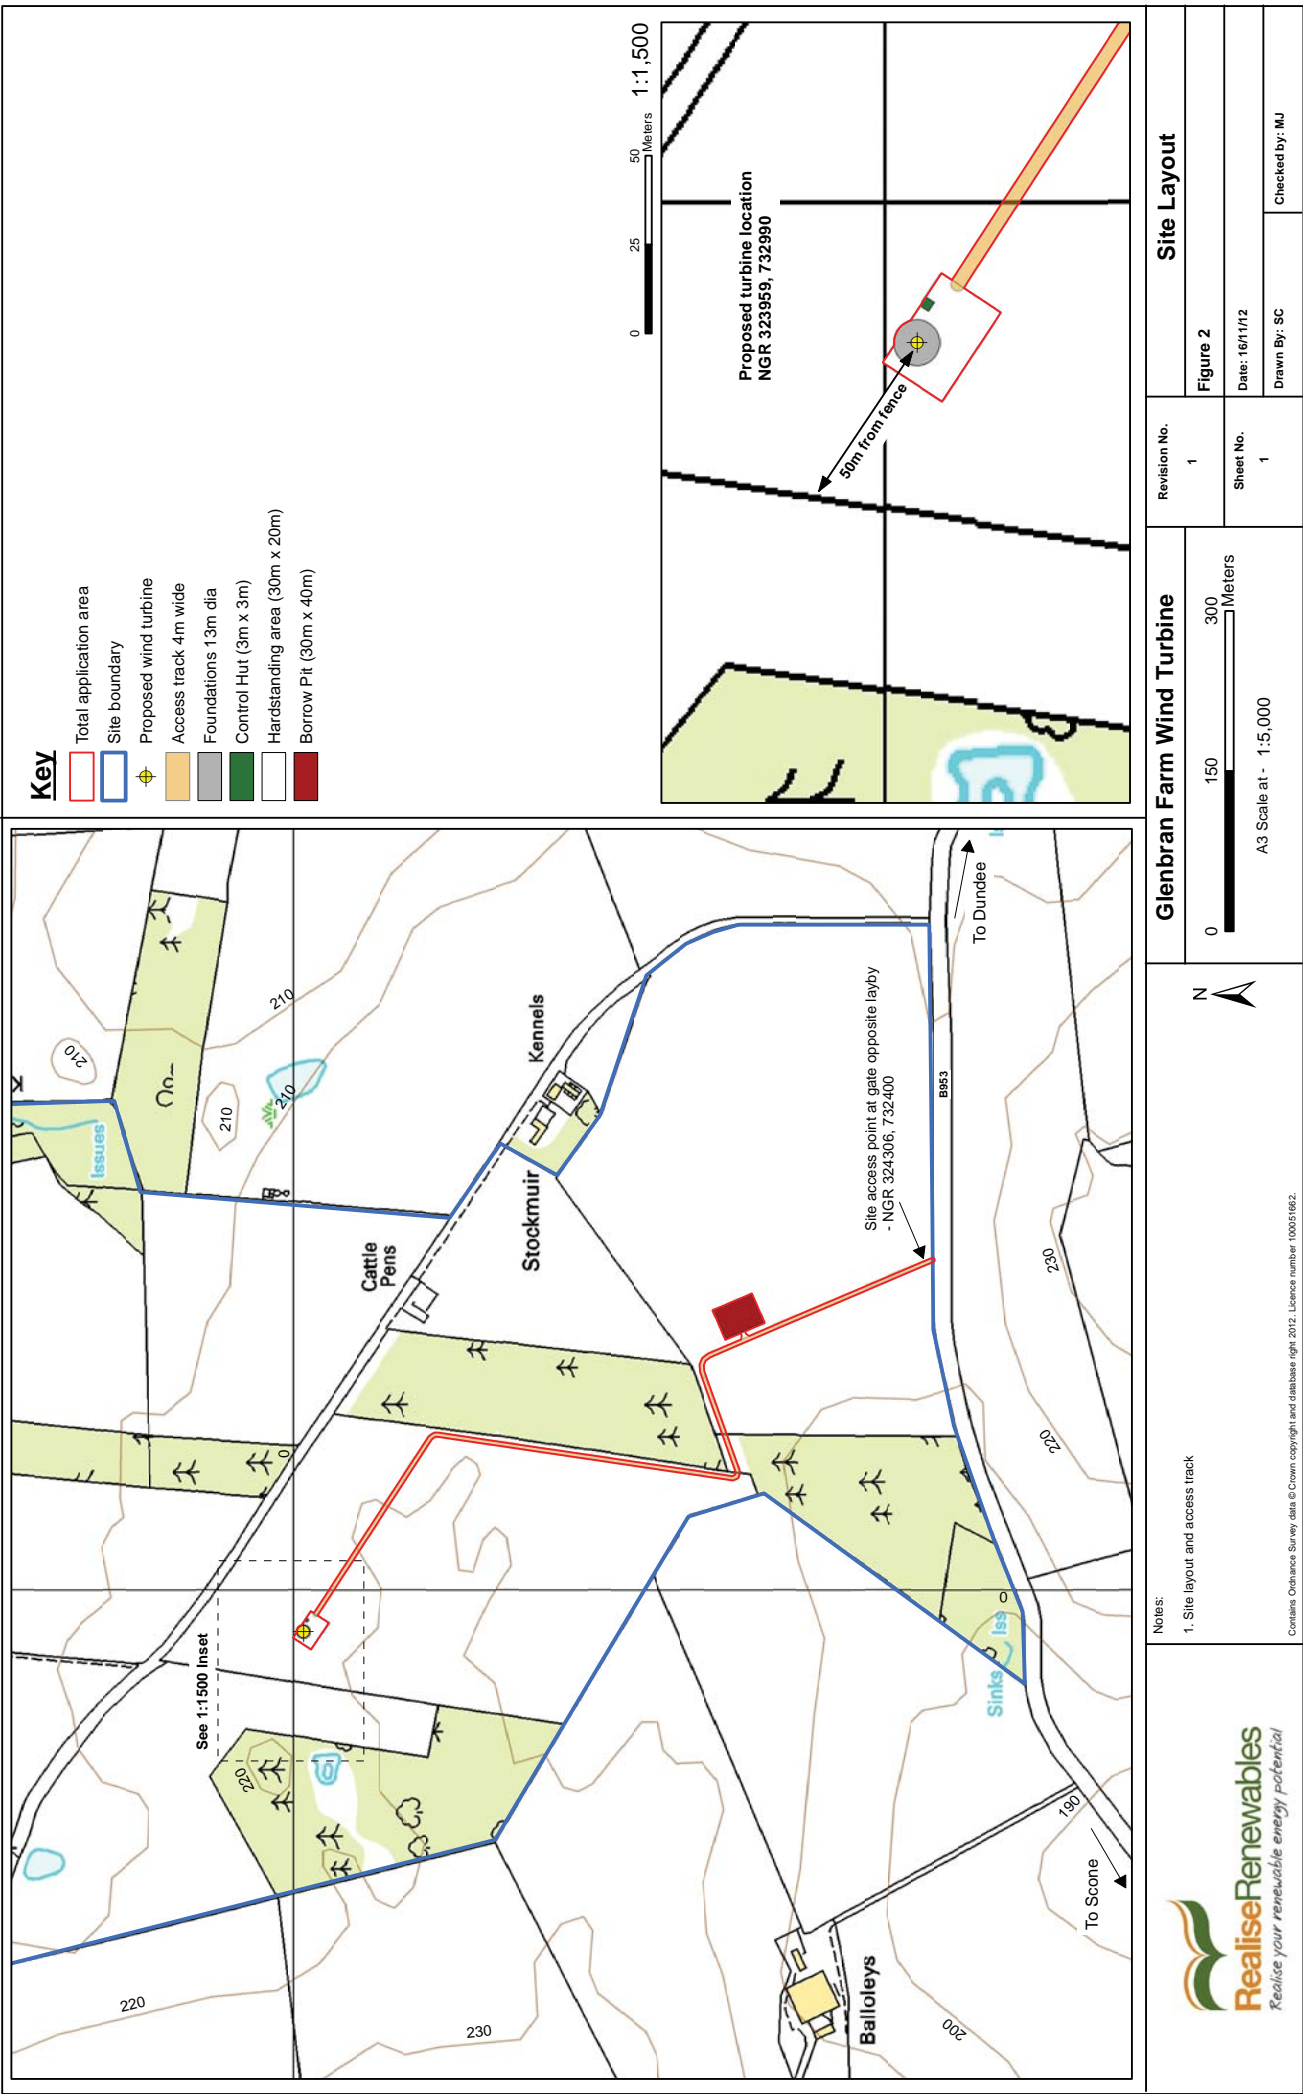 Issues
K
210
210
210
210
Cattle
Pens
Kennels
Stockmuir
0
See 1:1500 Inset
220
Site access point at gate opposite layby
- NGR 324306, 732400
B953
To Dundee
230
220
0
Sinks
Iss
190
To Scone
Balloleys
200
230
220
Key
Total application area
Site boundary
Proposed wind turbine
Access track 4m wide
Foundations 13m dia
Control Hut (3m x 3m)
Hardstanding area (30m x 20m)
Borrow Pit (30m x 40m)
0 25 50
Meters
1:1,500
Proposed turbine location
NGR 323959, 732990
50m from fence
RealiseRenewables
Realise your renewable energy potential
Notes:
1. Site layout and access track
Contains Ordnance Survey data © Crown copyright and database right 2012. Licence number 100051662.
N
Glenbran Farm Wind Turbine
0 150 300
Meters
A3 Scale at - 1:5,000
Revision No.
1
Sheet No.
1
Site Layout
Figure 2
Date: 16/11/12
Drawn By: SC
Checked by: MJ